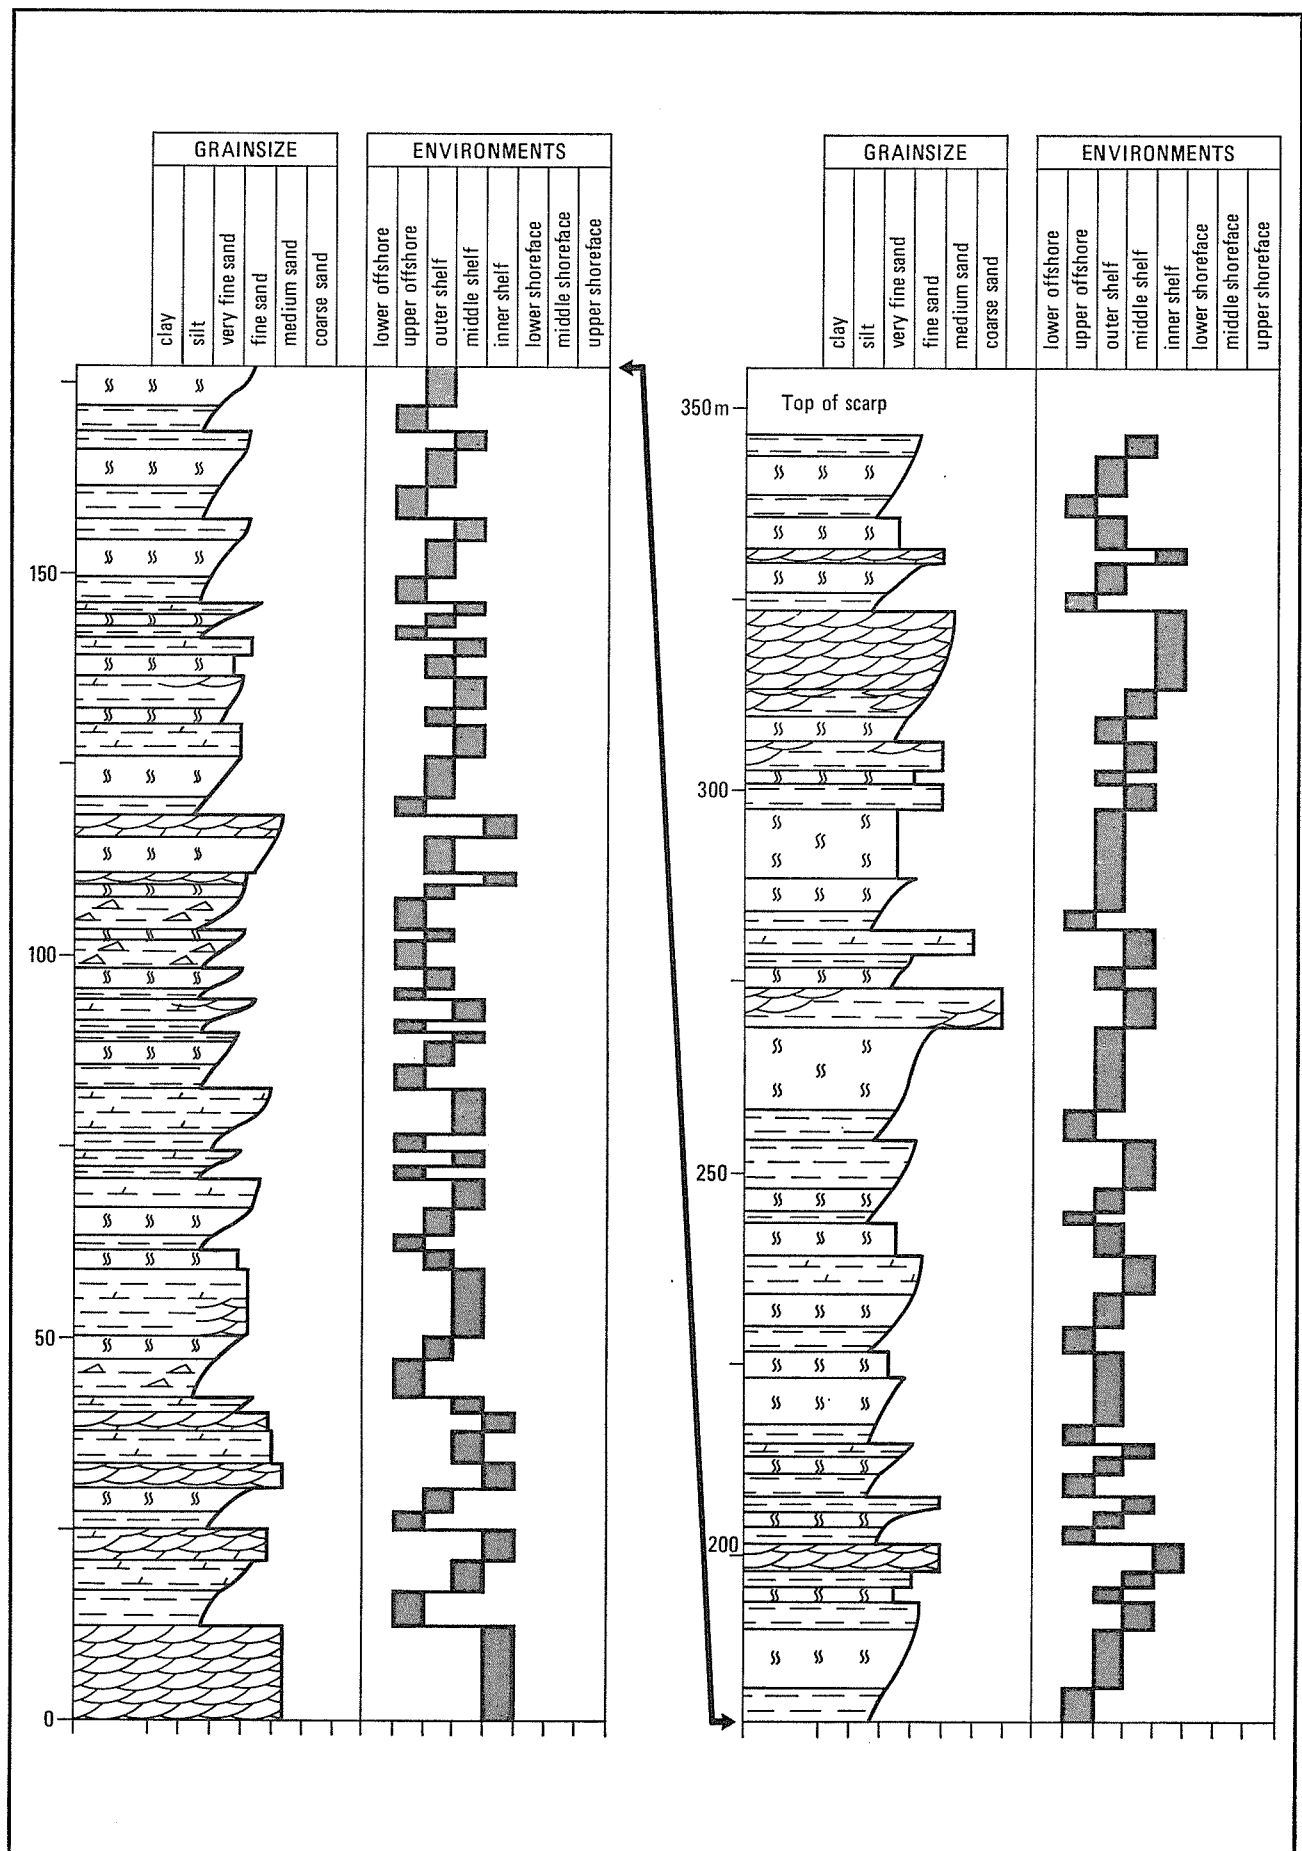 GRAINSIZE
ENVIRONMENTS
clay
silt
very fine sand
fine sand
medium sand
coarse sand
lower offshore
upper offshore
outer shelf
middle shelf
inner shelf
lower shoreface
middle shoreface
upper shoreface
150
100
50
0
GRAINSIZE
ENVIRONMENTS
clay
silt
very fine sand
fine sand
medium sand
coarse sand
lower offshore
upper offshore
outer shelf
middle shelf
inner shelf
lower shoreface
middle shoreface
upper shoreface
350m
Top of scarp
300
250
200